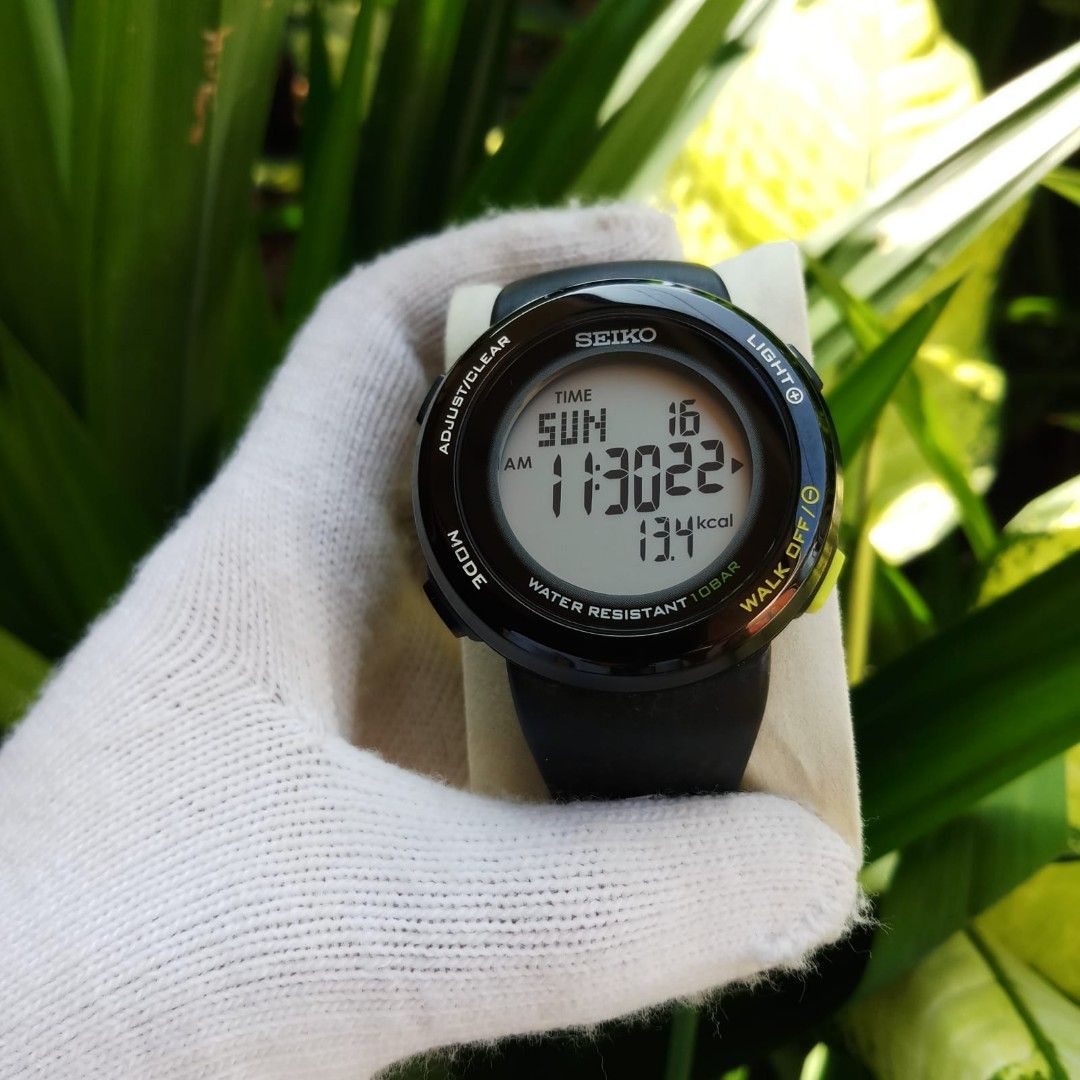 SEIKO
ADJUST/CLEAR
LIGHT⊕
TIME
SUN 16
AM 11:30 22
13.4 kcal
MODE
WALK OFF/⊖
WATER RESISTANT 10BAR